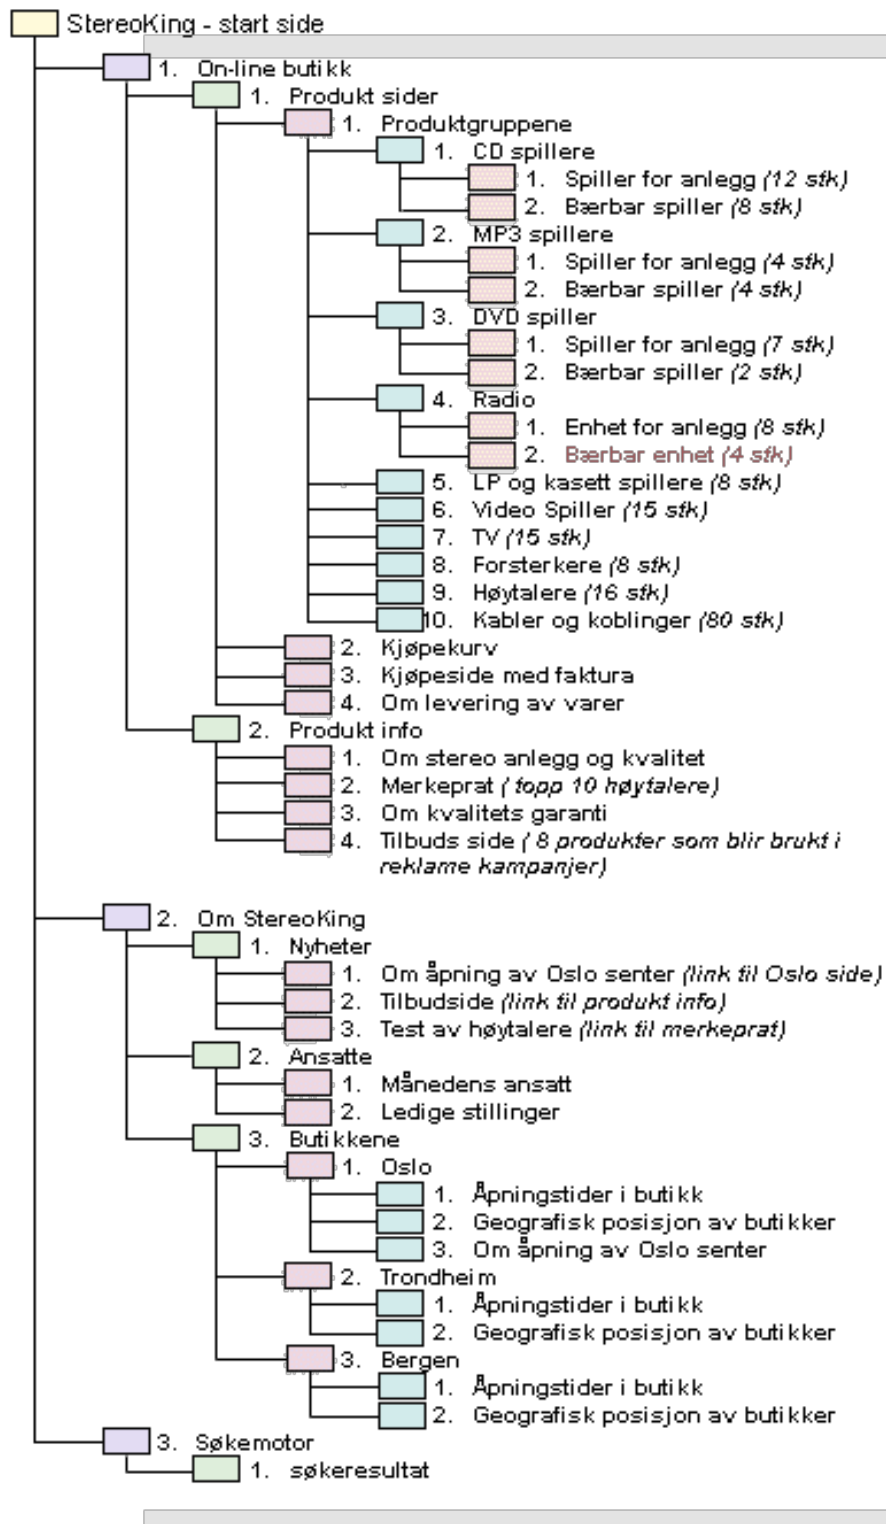 StereoKing - start side
1. On-line butikk
1. Produkt sider
1. Produktgruppene
1. CD spillere
1. Spiller for anlegg (12 stk)
2. Bærbar spiller (8 stk)
2. MP3 spillere
1. Spiller for anlegg (4 stk)
2. Bærbar spiller (4 stk)
3. DVD spiller
1. Spiller for anlegg (7 stk)
2. Bærbar spiller (2 stk)
4. Radio
1. Enhet for anlegg (8 stk)
2. Bærbar enhet (4 stk)
5. LP og kasett spillere (8 stk)
6. Video Spiller (15 stk)
7. TV (15 stk)
8. Forsterkere (8 stk)
9. Høytalere (16 stk)
10. Kabler og koblinger (80 stk)
2. Kjøpekurv
3. Kjøpeside med faktura
4. Om levering av varer
2. Produkt info
1. Om stereo anlegg og kvalitet
2. Merkeprat ( topp 10 høytalere)
3. Om kvalitets garanti
4. Tilbuds side ( 8 produkter som blir brukt i
reklame kampanjer)
2. Om StereoKing
1. Nyheter
1. Om åpning av Oslo senter (link til Oslo side)
2. Tilbudside (link til produkt info)
3. Test av høytalere (link til merkeprat)
2. Ansatte
1. Månedens ansatt
2. Ledige stillinger
3. Butikkene
1. Oslo
1. Åpningstider i butikk
2. Geografisk posisjon av butikker
3. Om åpning av Oslo senter
2. Trondheim
1. Åpningstider i butikk
2. Geografisk posisjon av butikker
3. Bergen
1. Åpningstider i butikk
2. Geografisk posisjon av butikker
3. Søkemotor
1. søkeresultat